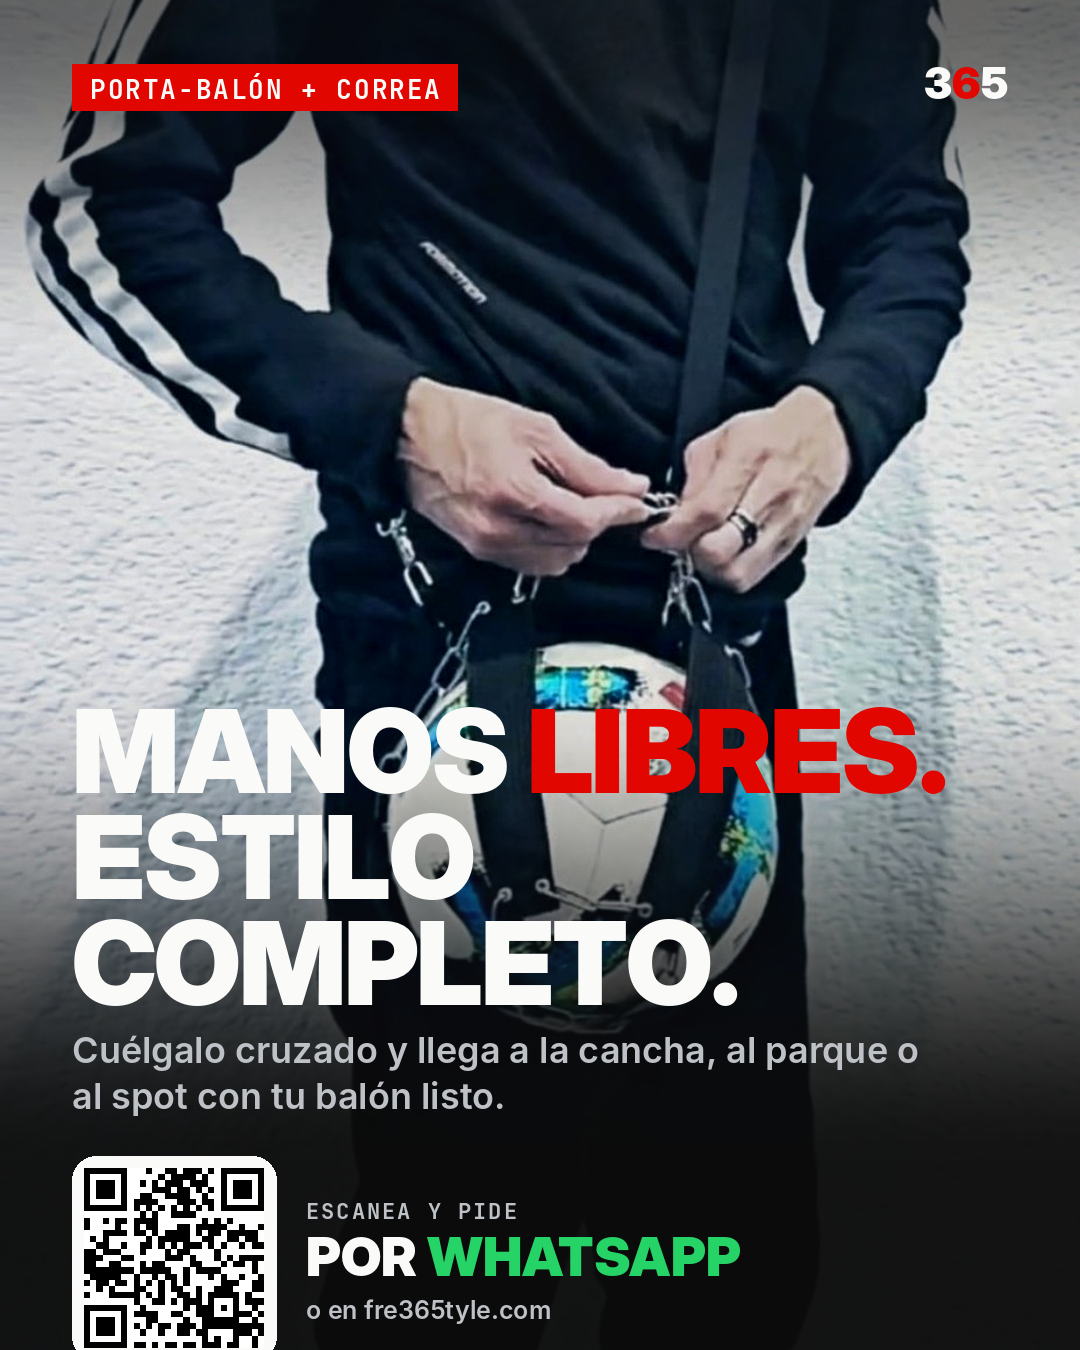 PORTA-BALÓN + CORREA
365
MANOS LIBRES.
ESTILO
COMPLETO.
Cuélgalo cruzado y llega a la cancha, al parque o
al spot con tu balón listo.
ESCANEA Y PIDE
POR WHATSAPP
o en fre365tyle.com